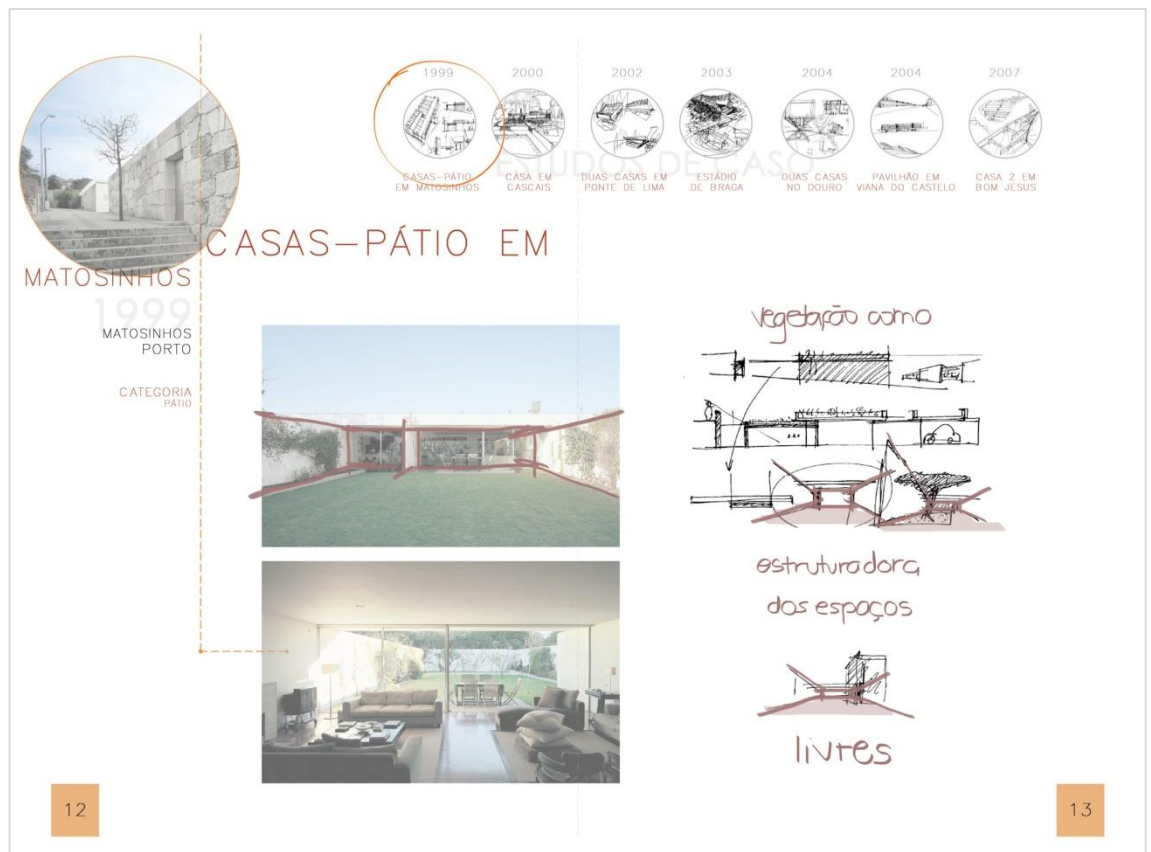 1999
2000
2002
2003
2004
2004
2007
ESTUDOS DE CASO
CASAS-PÁTIO
EM MATOSINHOS
CASA EM
CASCAIS
DUAS CASAS EM
PONTE DE LIMA
ESTÁDIO
DE BRAGA
DUAS CASAS
NO DOURO
PAVILHÃO EM
VIANA DO CASTELO
CASA 2 EM
BOM JESUS
CASAS-PÁTIO EM
MATOSINHOS
1999
MATOSINHOS
PORTO
CATEGORIA
PÁTIO
vegetação como
2.20
estruturadora
dos espaços
livres
12
13